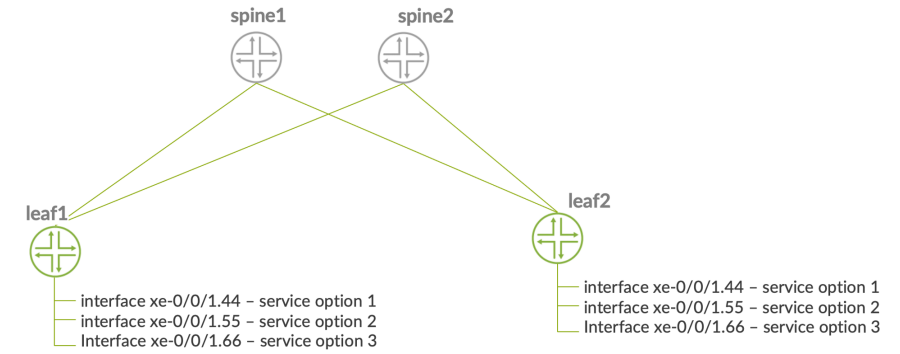 spine1
spine2
leaf1
leaf2
interface xe-0/0/1.44 – service option 1
interface xe-0/0/1.55 – service option 2
Interface xe-0/0/1.66 – service option 3
interface xe-0/0/1.44 – service option 1
interface xe-0/0/1.55 – service option 2
Interface xe-0/0/1.66 – service option 3